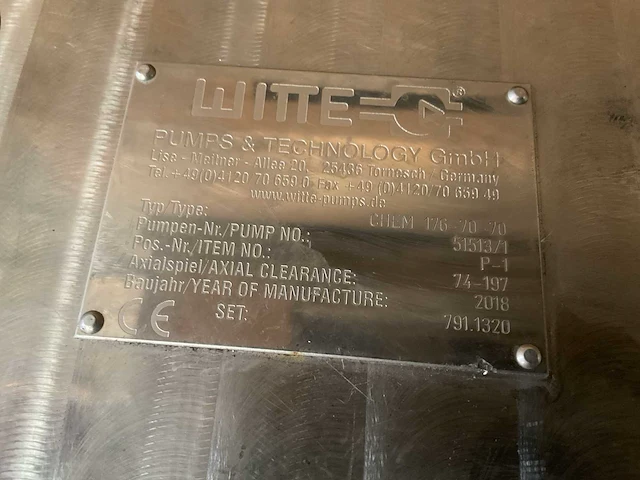 WITTE ®
PUMPS & TECHNOLOGY GmbH
Lise - Meitner - Allee 20, - 25436 Tornesch / Germany
Tel.+49(0)4120 70 659 0- Fax +49 (0)4120/70 659 49
www.witte-pumps.de
Typ/Type: CHEM 176-70-70
Pumpen-Nr./PUMP NO.: 51513/1
Pos.-Nr./ITEM NO.: P-1
Axialspiel/AXIAL CLEARANCE: 74-197
Baujahr/YEAR OF MANUFACTURE: 2018
CE SET: 791.1320